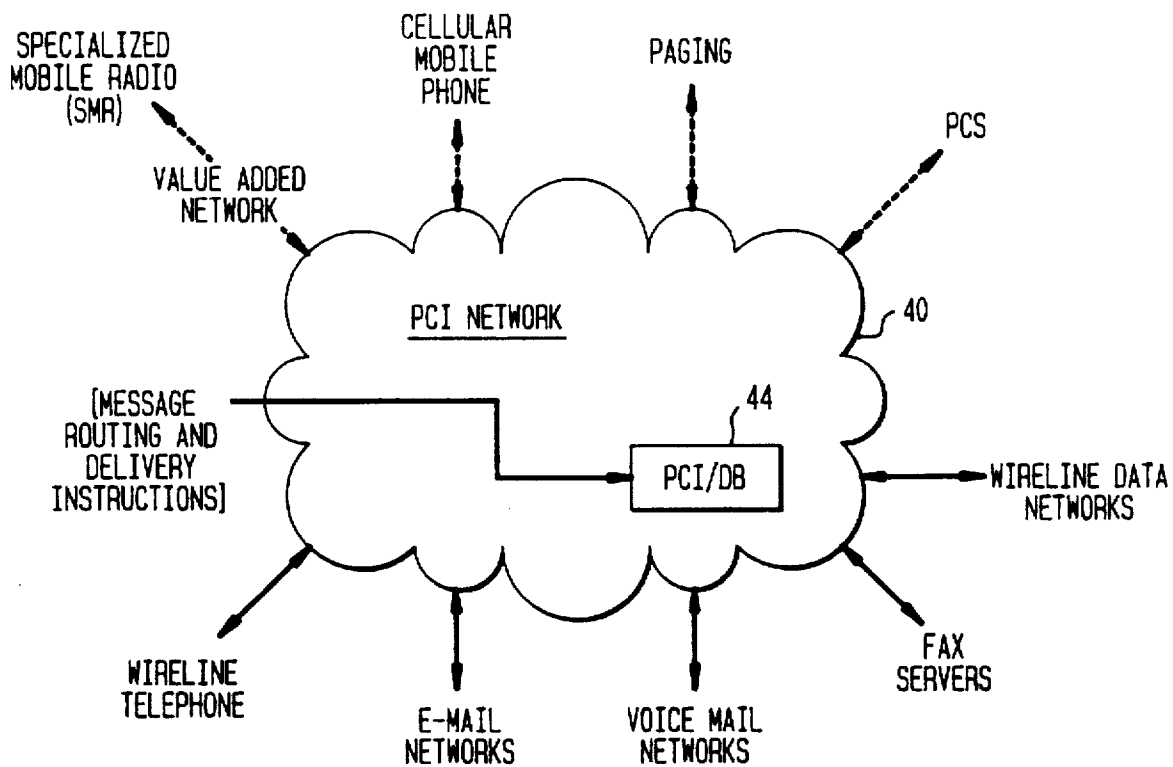 SPECIALIZED
MOBILE RADIO
(SMR)
CELLULAR
MOBILE
PHONE
PAGING
PCS
VALUE ADDED
NETWORK
PCI NETWORK
40
[MESSAGE
ROUTING AND
DELIVERY
INSTRUCTIONS]
44
PCI/DB
WIRELINE DATA
NETWORKS
WIRELINE
TELEPHONE
E-MAIL
NETWORKS
VOICE MAIL
NETWORKS
FAX
SERVERS